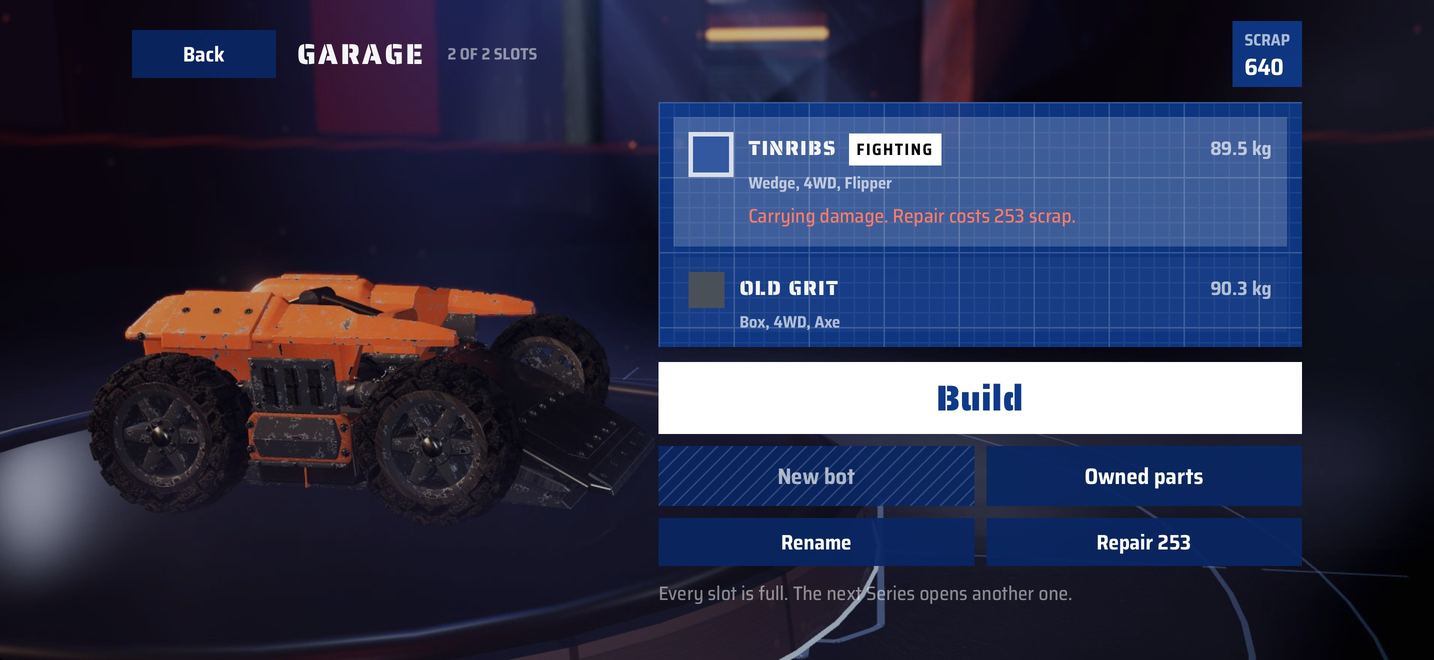 Back
GARAGE
2 OF 2 SLOTS
SCRAP
640
TINRIBS
FIGHTING
89.5 kg
Wedge, 4WD, Flipper
Carrying damage. Repair costs 253 scrap.
OLD GRIT
90.3 kg
Box, 4WD, Axe
Build
New bot
Owned parts
Rename
Repair 253
Every slot is full. The next Series opens another one.